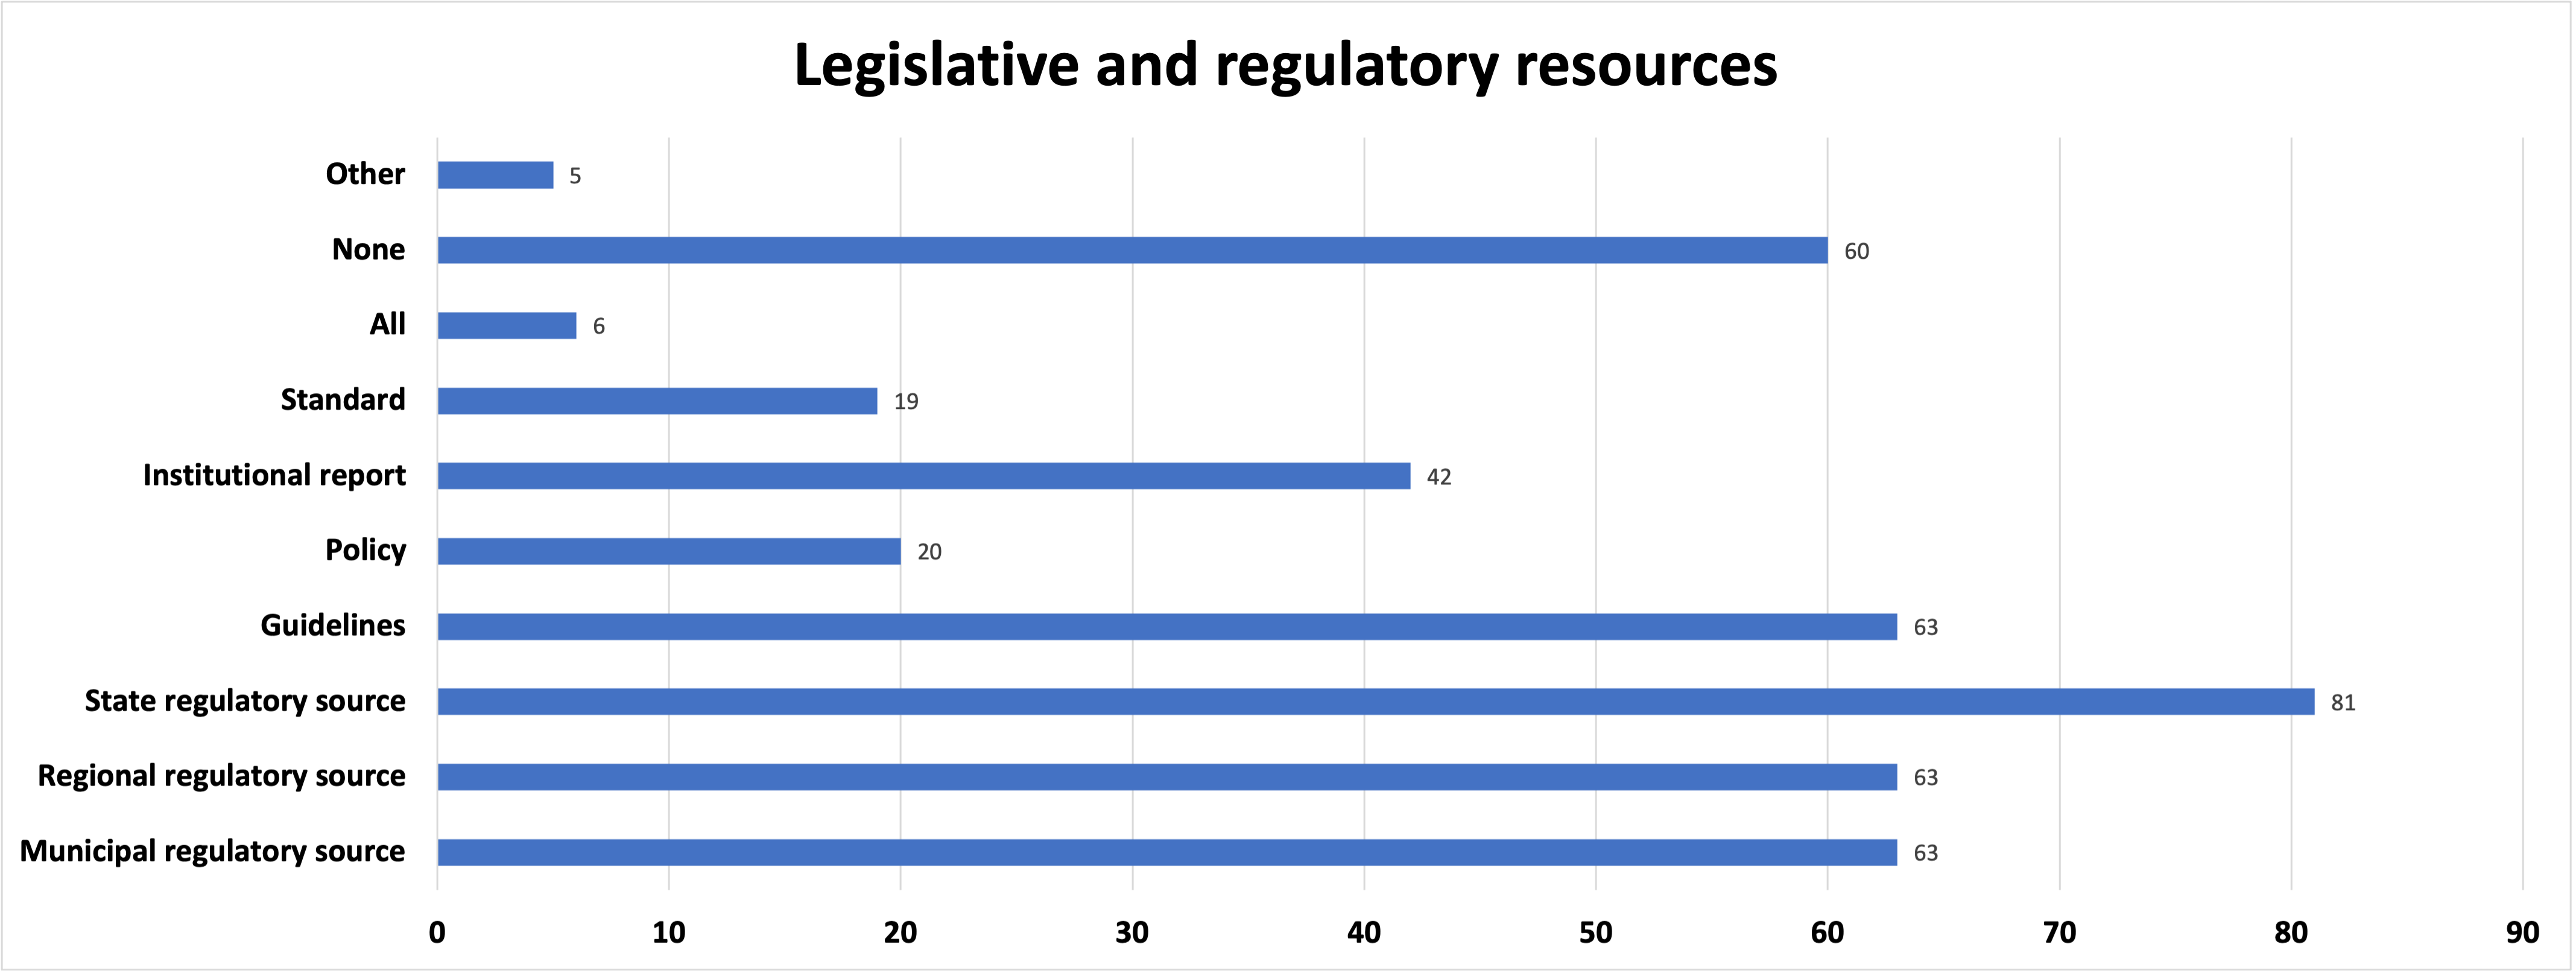 Legislative and regulatory resources
Other 5
None 60
All 6
Standard 19
Institutional report 42
Policy 20
Guidelines 63
State regulatory source 81
Regional regulatory source 63
Municipal regulatory source 63
0 10 20 30 40 50 60 70 80 90